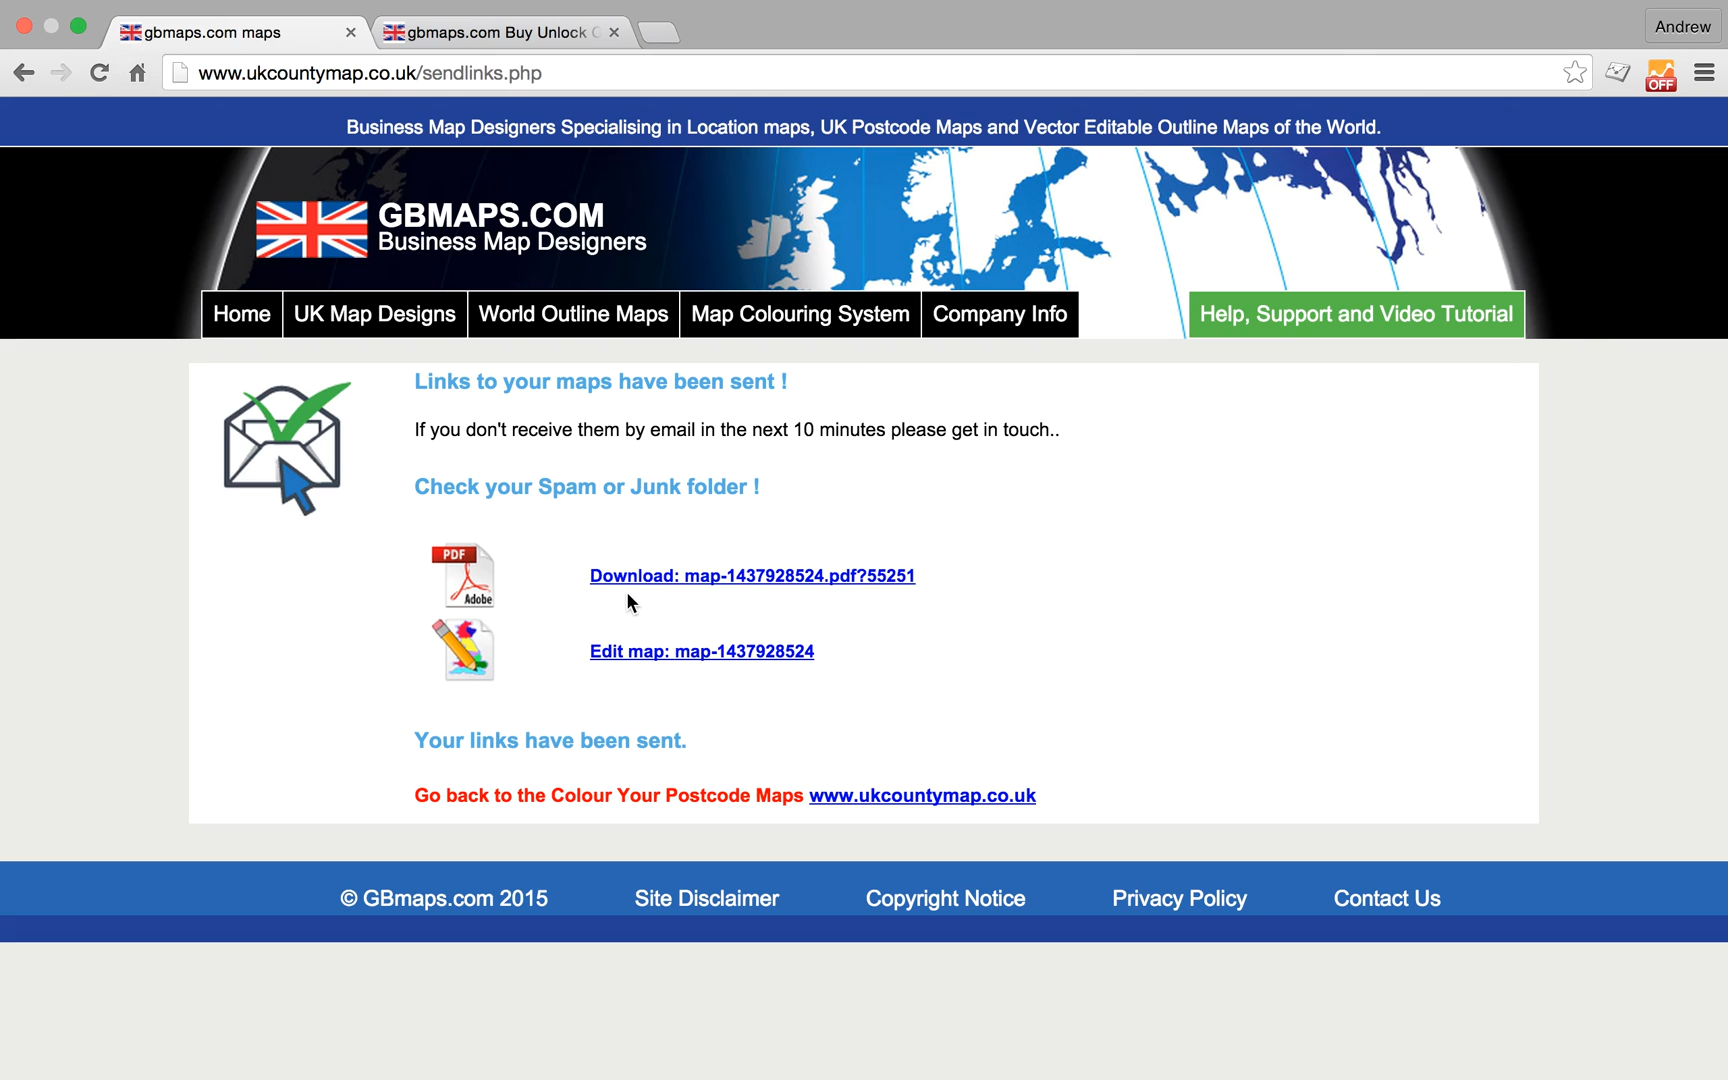 gbmaps.com maps
gbmaps.com Buy Unlock
Andrew
www.ukcountymap.co.uk/sendlinks.php
OFF
Business Map Designers Specialising in Location maps, UK Postcode Maps and Vector Editable Outline Maps of the World.
GBMAPS.COM
Business Map Designers
Home UK Map Designs World Outline Maps Map Colouring System Company Info Help, Support and Video Tutorial
Links to your maps have been sent !
If you don't receive them by email in the next 10 minutes please get in touch..
Check your Spam or Junk folder !
PDF
Adobe
Download: map-1437928524.pdf?55251
Edit map: map-1437928524
Your links have been sent.
Go back to the Colour Your Postcode Maps www.ukcountymap.co.uk
© GBmaps.com 2015 Site Disclaimer Copyright Notice Privacy Policy Contact Us